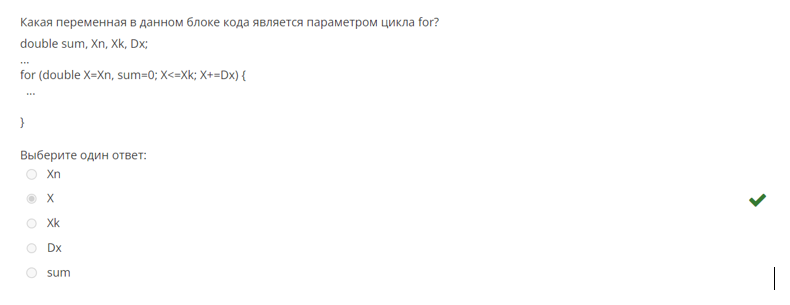 Какая переменная в данном блоке кода является параметром цикла for?
double sum, Xn, Xk, Dx;
...
for (double X=Xn, sum=0; X<=Xk; X+=Dx) {
...
}
Выберите один ответ:
Xn
X
Xk
Dx
sum